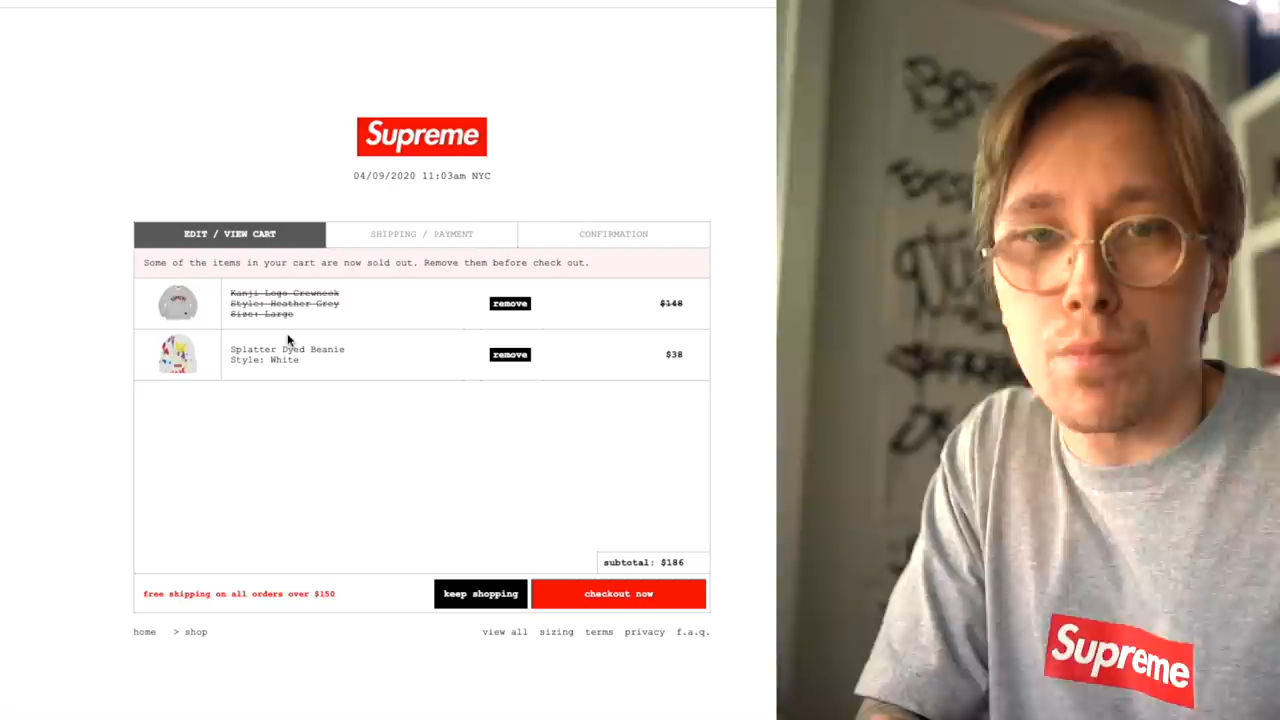 Supreme
04/09/2020 11:03am NYC
EDIT / VIEW CART
SHIPPING / PAYMENT
CONFIRMATION
Some of the items in your cart are now sold out. Remove them before check out.
Kanji Logo Crewneck
Style: Heather Grey
Size: Large
remove
$148
Splatter Dyed Beanie
Style: White
remove
$38
subtotal: $186
free shipping on all orders over $150
keep shopping
checkout now
home > shop
view all sizing terms privacy f.a.q.
Supreme